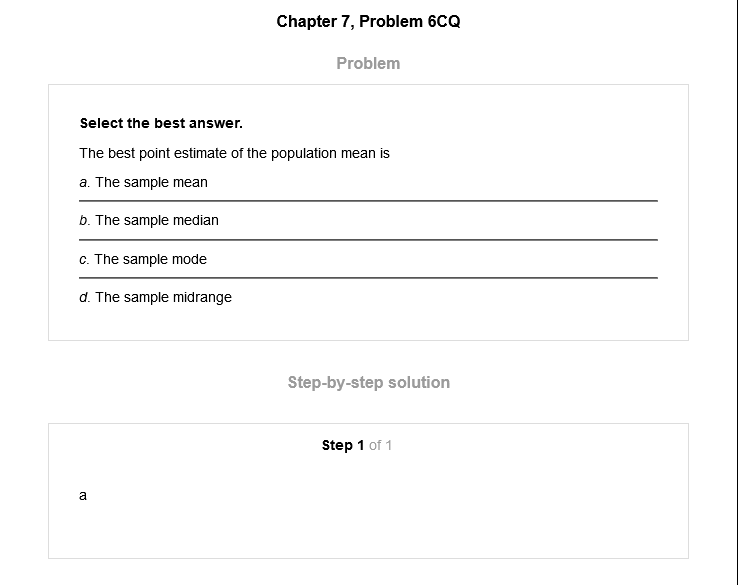 Chapter 7, Problem 6CQ
Problem
Select the best answer.
The best point estimate of the population mean is
a. The sample mean
b. The sample median
c. The sample mode
d. The sample midrange
Step-by-step solution
Step 1 of 1
a